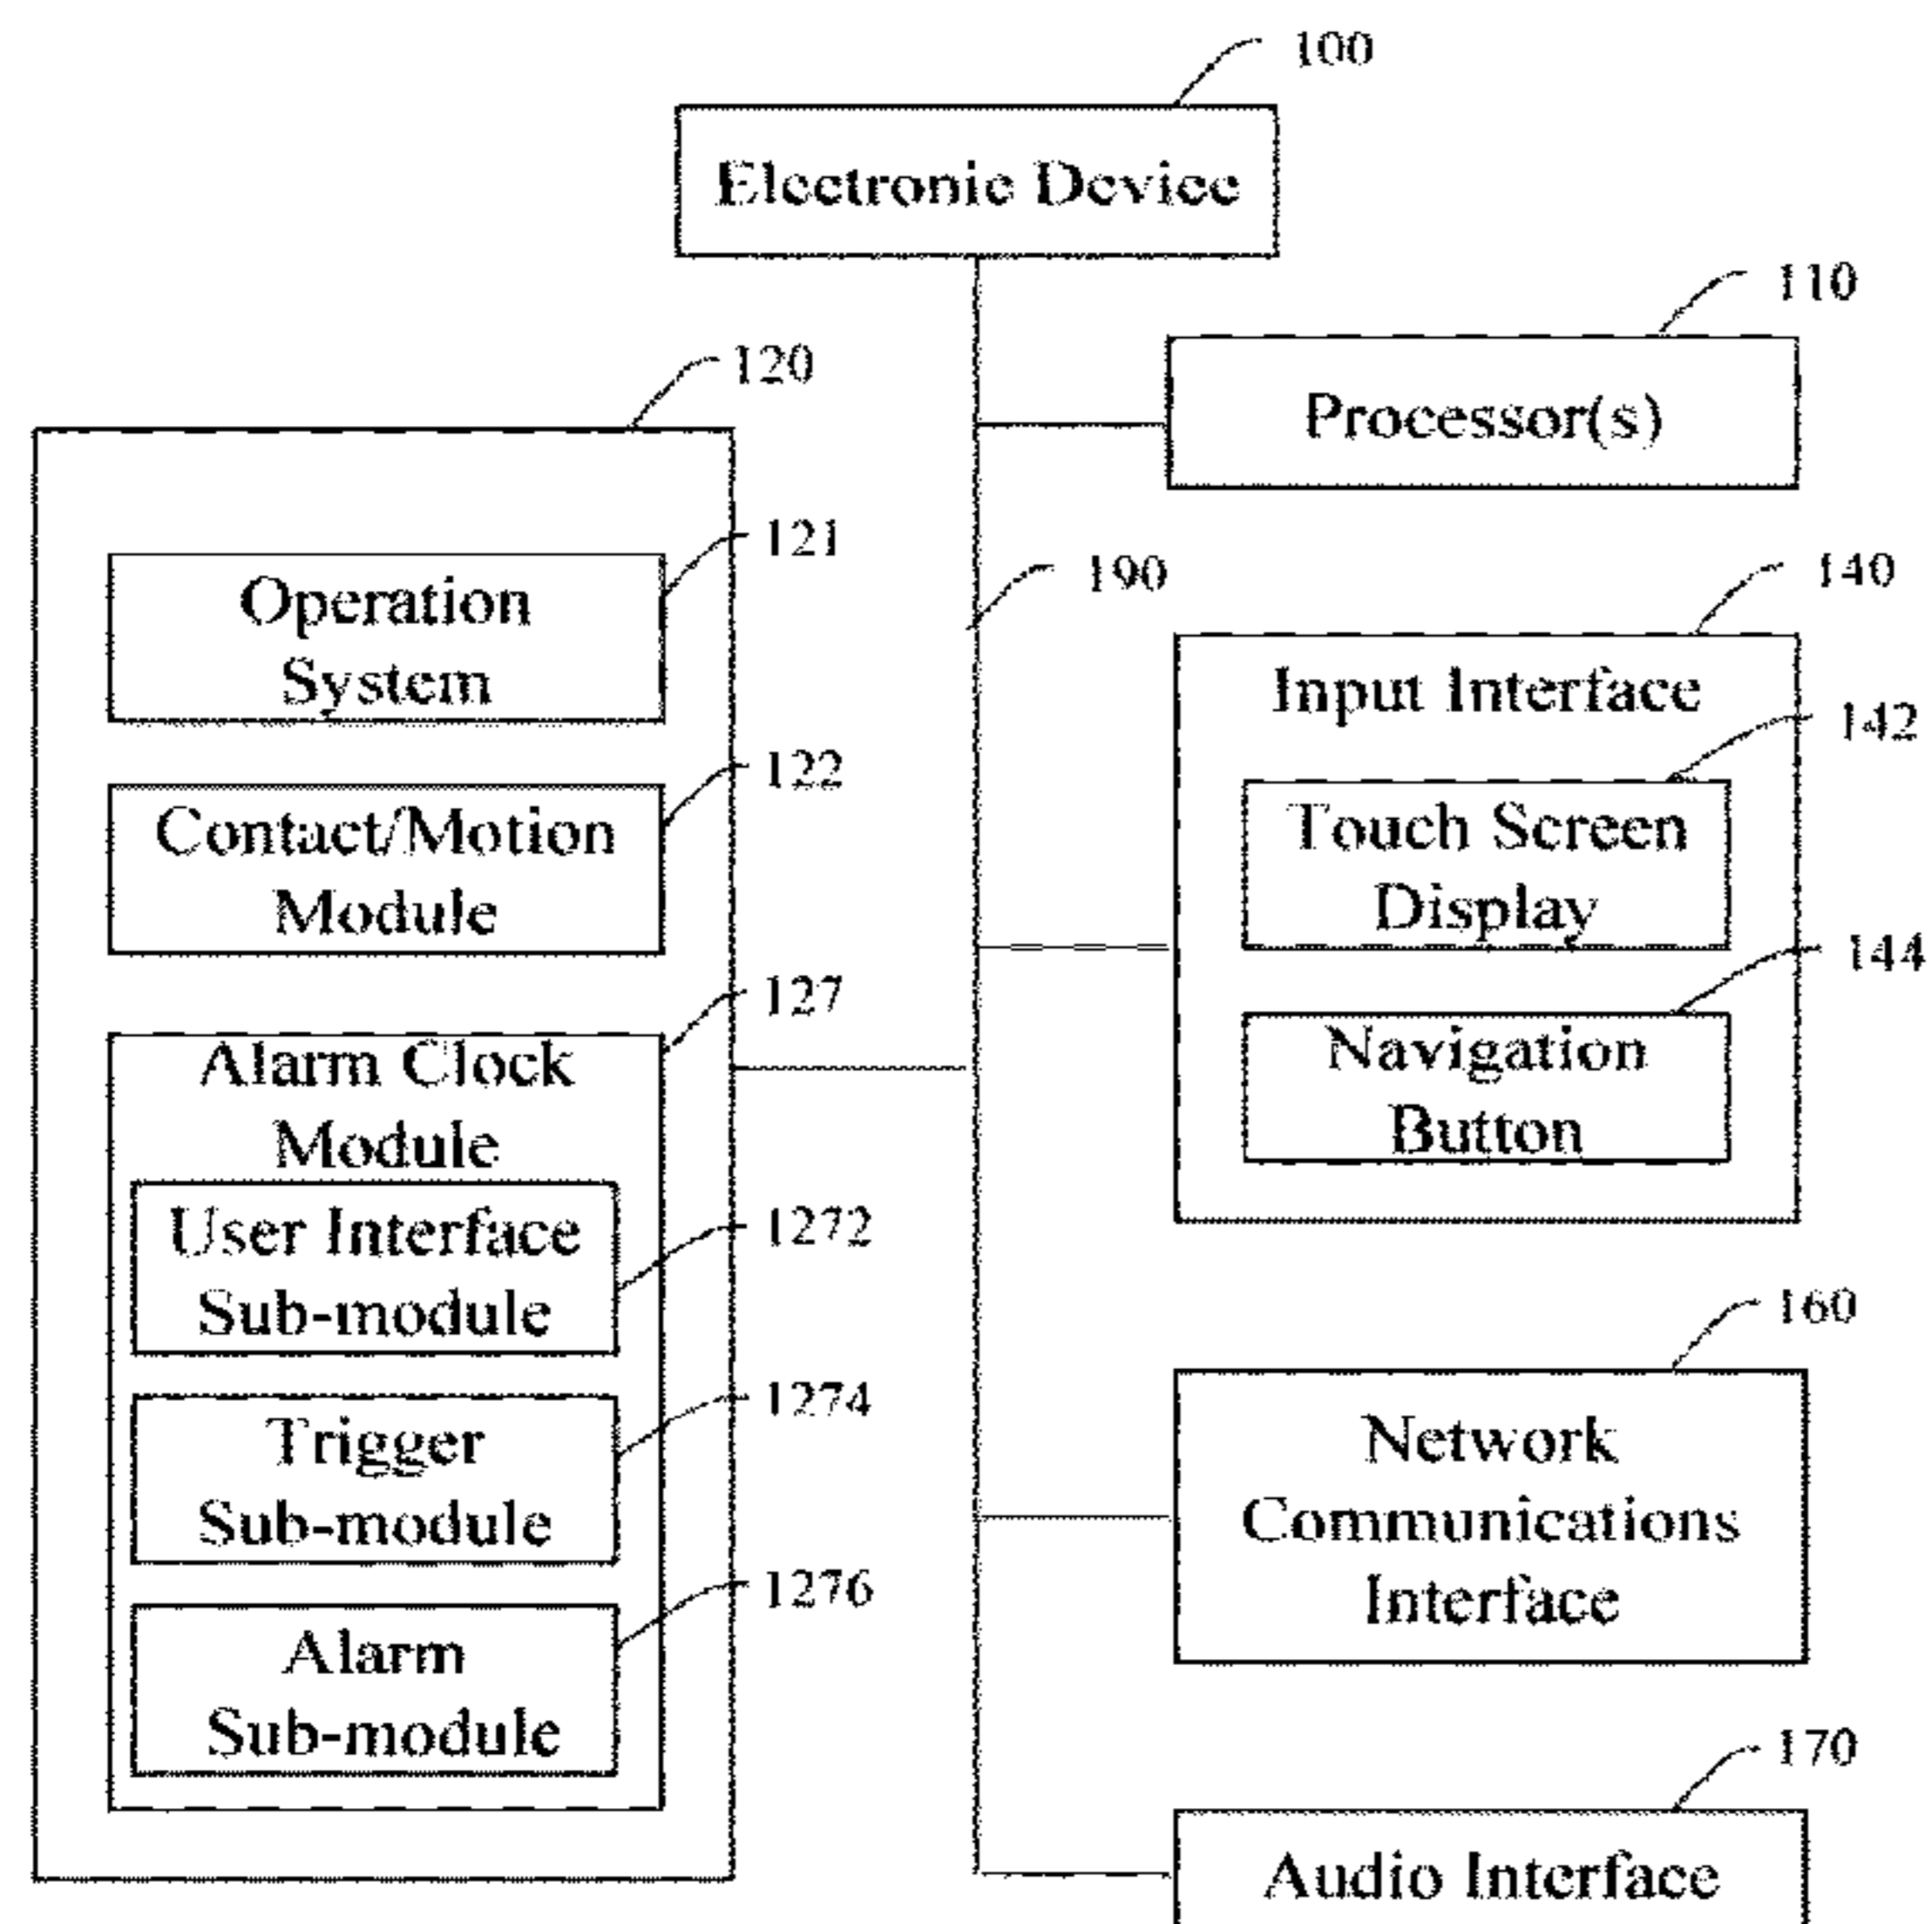 100
Electronic Device
110
Processor(s)
120
121
Operation
System
122
Contact/Motion
Module
127
Alarm Clock
Module
1272
User Interface
Sub-module
1274
Trigger
Sub-module
1276
Alarm
Sub-module
190
140
Input Interface
142
Touch Screen
Display
144
Navigation
Button
160
Network
Communications
Interface
170
Audio Interface